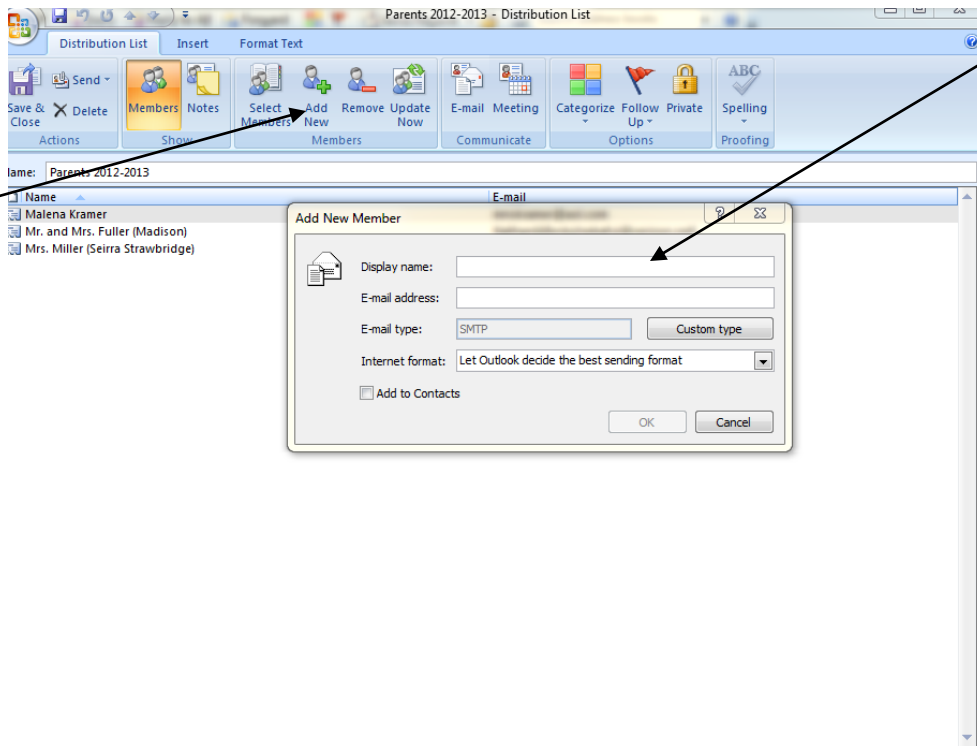 Parents 2012-2013 - Distribution List
Distribution List Insert Format Text
Save & Close
Send
Delete
Members Notes
Select Members
Add New
Remove Update Now
E-mail Meeting
Categorize Follow Up Private
ABC
Spelling
Actions Show Members Communicate Options Proofing
Name: Parents 2012-2013
Name E-mail
Malena Kramer
Mr. and Mrs. Fuller (Madison)
Mrs. Miller (Seirra Strawbridge)
Add New Member
Display name:
E-mail address:
E-mail type: SMTP Custom type
Internet format: Let Outlook decide the best sending format
Add to Contacts
OK Cancel